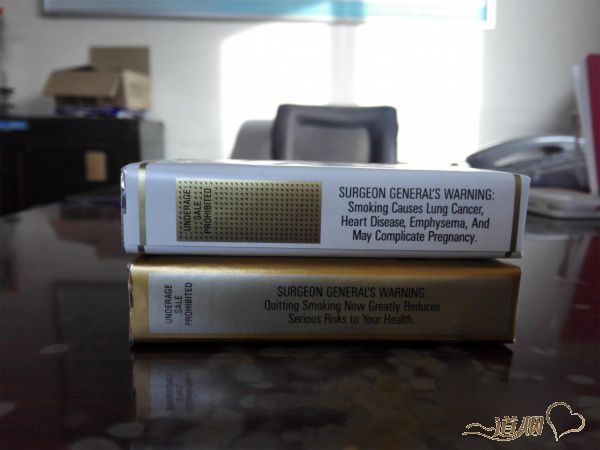 UNDERAGE
SALE
PROHIBITED
SURGEON GENERAL'S WARNING:
Smoking Causes Lung Cancer,
Heart Disease, Emphysema, And
May Complicate Pregnancy.
UNDERAGE
SALE
PROHIBITED
SURGEON GENERAL'S WARNING:
Quitting Smoking Now Greatly Reduces
Serious Risks to Your Health.